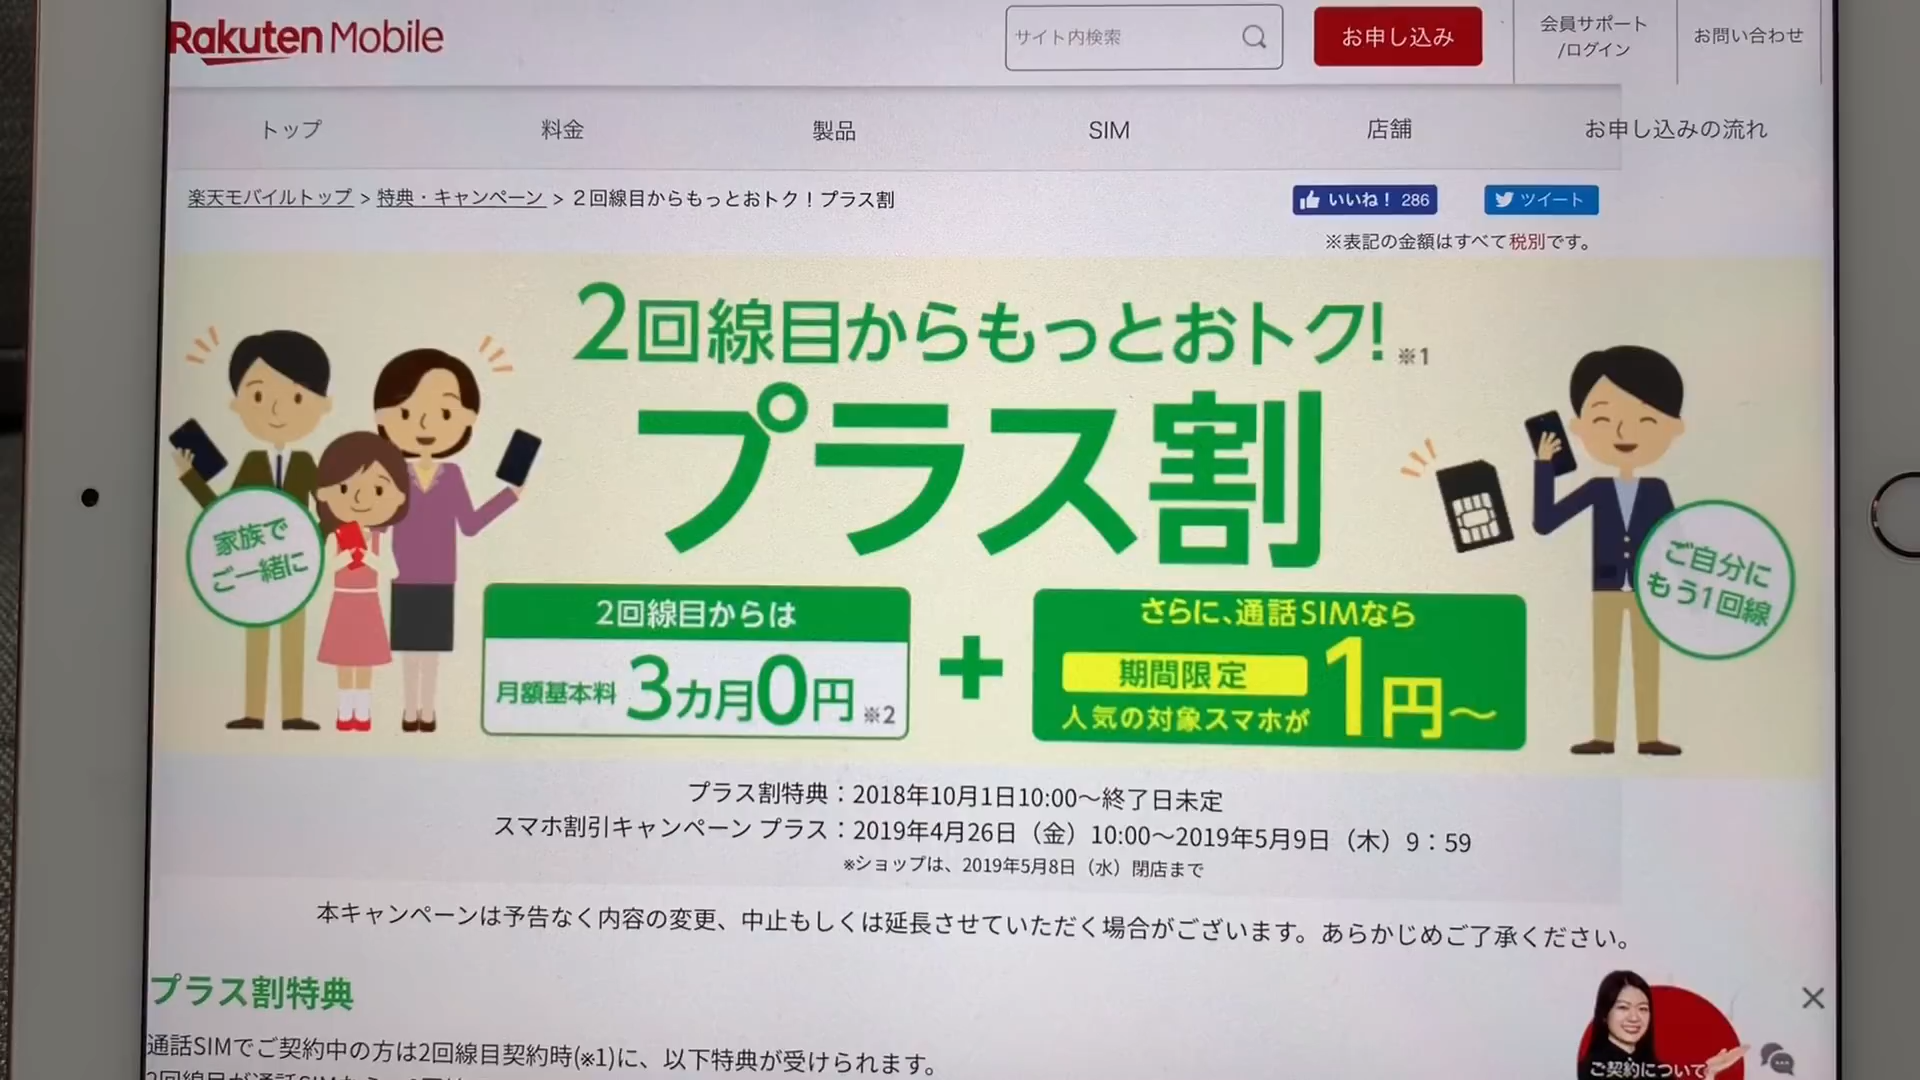 Rakuten Mobile
サイト内検索
お申し込み
会員サポート
/ログイン
お問い合わせ
トップ
料金
製品
SIM
店舗
お申し込みの流れ
楽天モバイルトップ > 特典・キャンペーン > 2回線目からもっとおトク！プラス割
いいね！ 286
ツイート
※表記の金額はすべて税別です。
2回線目からもっとおトク! ※1
プラス割
家族で
ご一緒に
ご自分に
もう1回線
2回線目からは
月額基本料 3カ月0円 ※2
+
さらに、通話SIMなら
期間限定
人気の対象スマホが
1円～
プラス割特典：2018年10月1日10:00～終了日未定
スマホ割引キャンペーン プラス：2019年4月26日（金）10:00～2019年5月9日（木）9：59
※ショップは、2019年5月8日（水）閉店まで
本キャンペーンは予告なく内容の変更、中止もしくは延長させていただく場合がございます。あらかじめご了承ください。
プラス割特典
通話SIMでご契約中の方は2回線目契約時(※1)に、以下特典が受けられます。
ご契約について